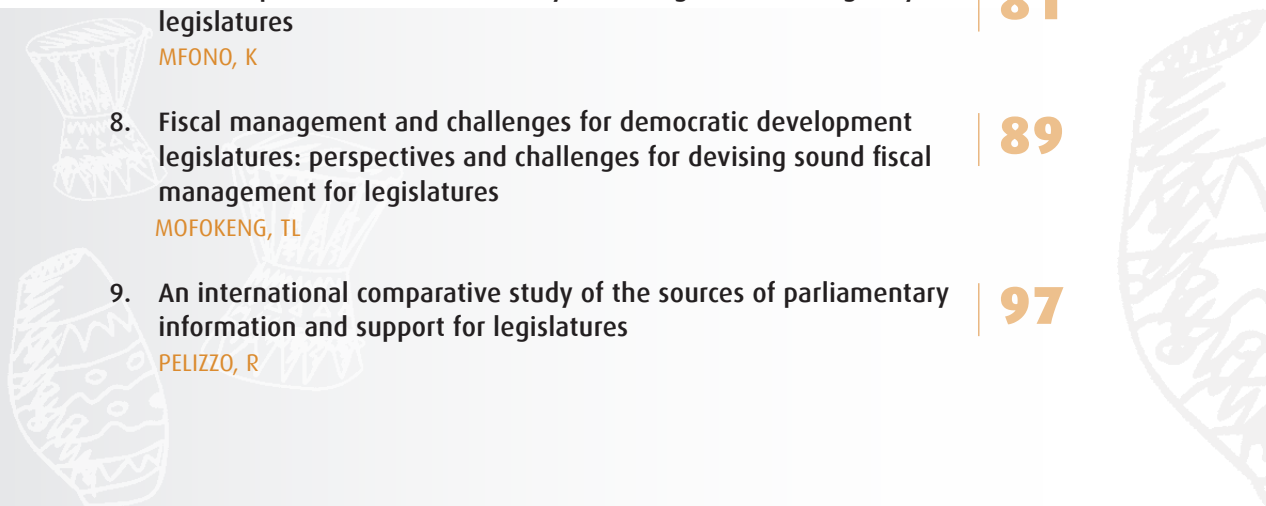 legislatures
81
MFONO, K
8. Fiscal management and challenges for democratic development
legislatures: perspectives and challenges for devising sound fiscal
management for legislatures
89
MOFOKENG, TL
9. An international comparative study of the sources of parliamentary
information and support for legislatures
97
PELIZZO, R